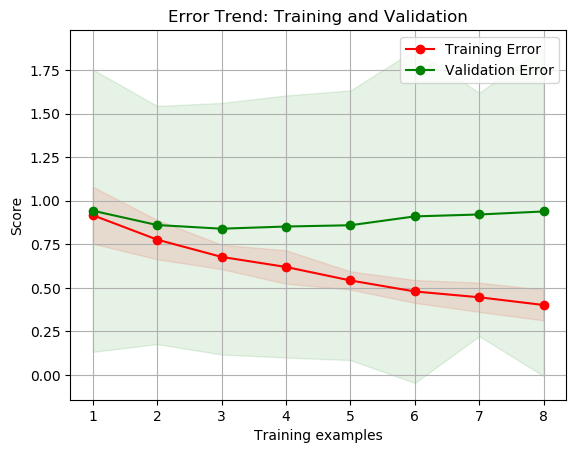 Error Trend: Training and Validation
Training Error
Validation Error
Score
1.75
1.50
1.25
1.00
0.75
0.50
0.25
0.00
1 2 3 4 5 6 7 8
Training examples